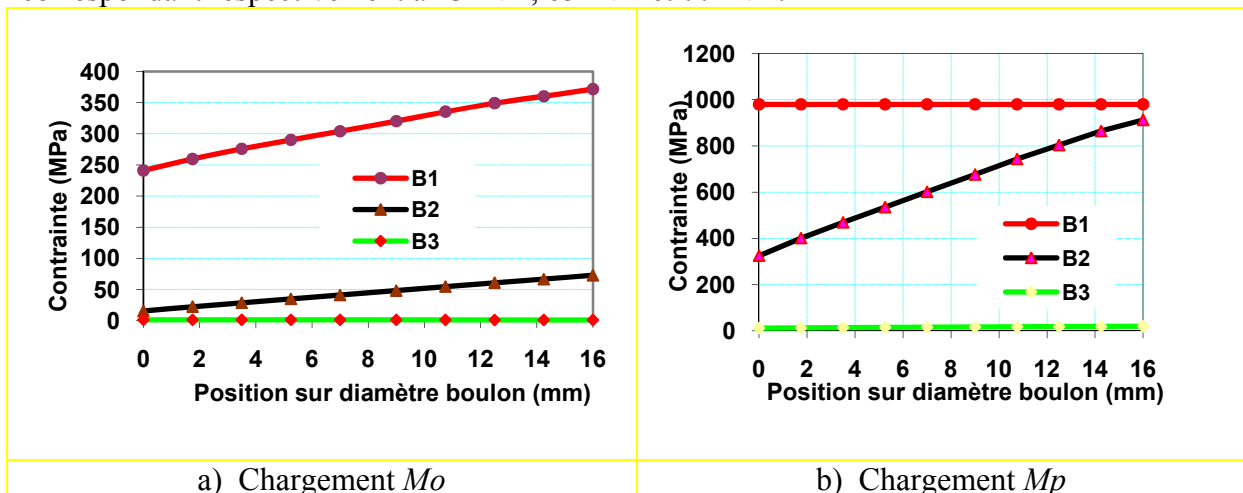 400
350
300
250
200
150
100
50
0
Contrainte (MPa)
B1
B2
B3
0 2 4 6 8 10 12 14 16
Position sur diamètre boulon (mm)
1200
1000
800
600
400
200
0
Contrainte (MPa)
B1
B2
B3
0 2 4 6 8 10 12 14 16
Position sur diamètre boulon (mm)
a) Chargement Mo
b) Chargement Mp